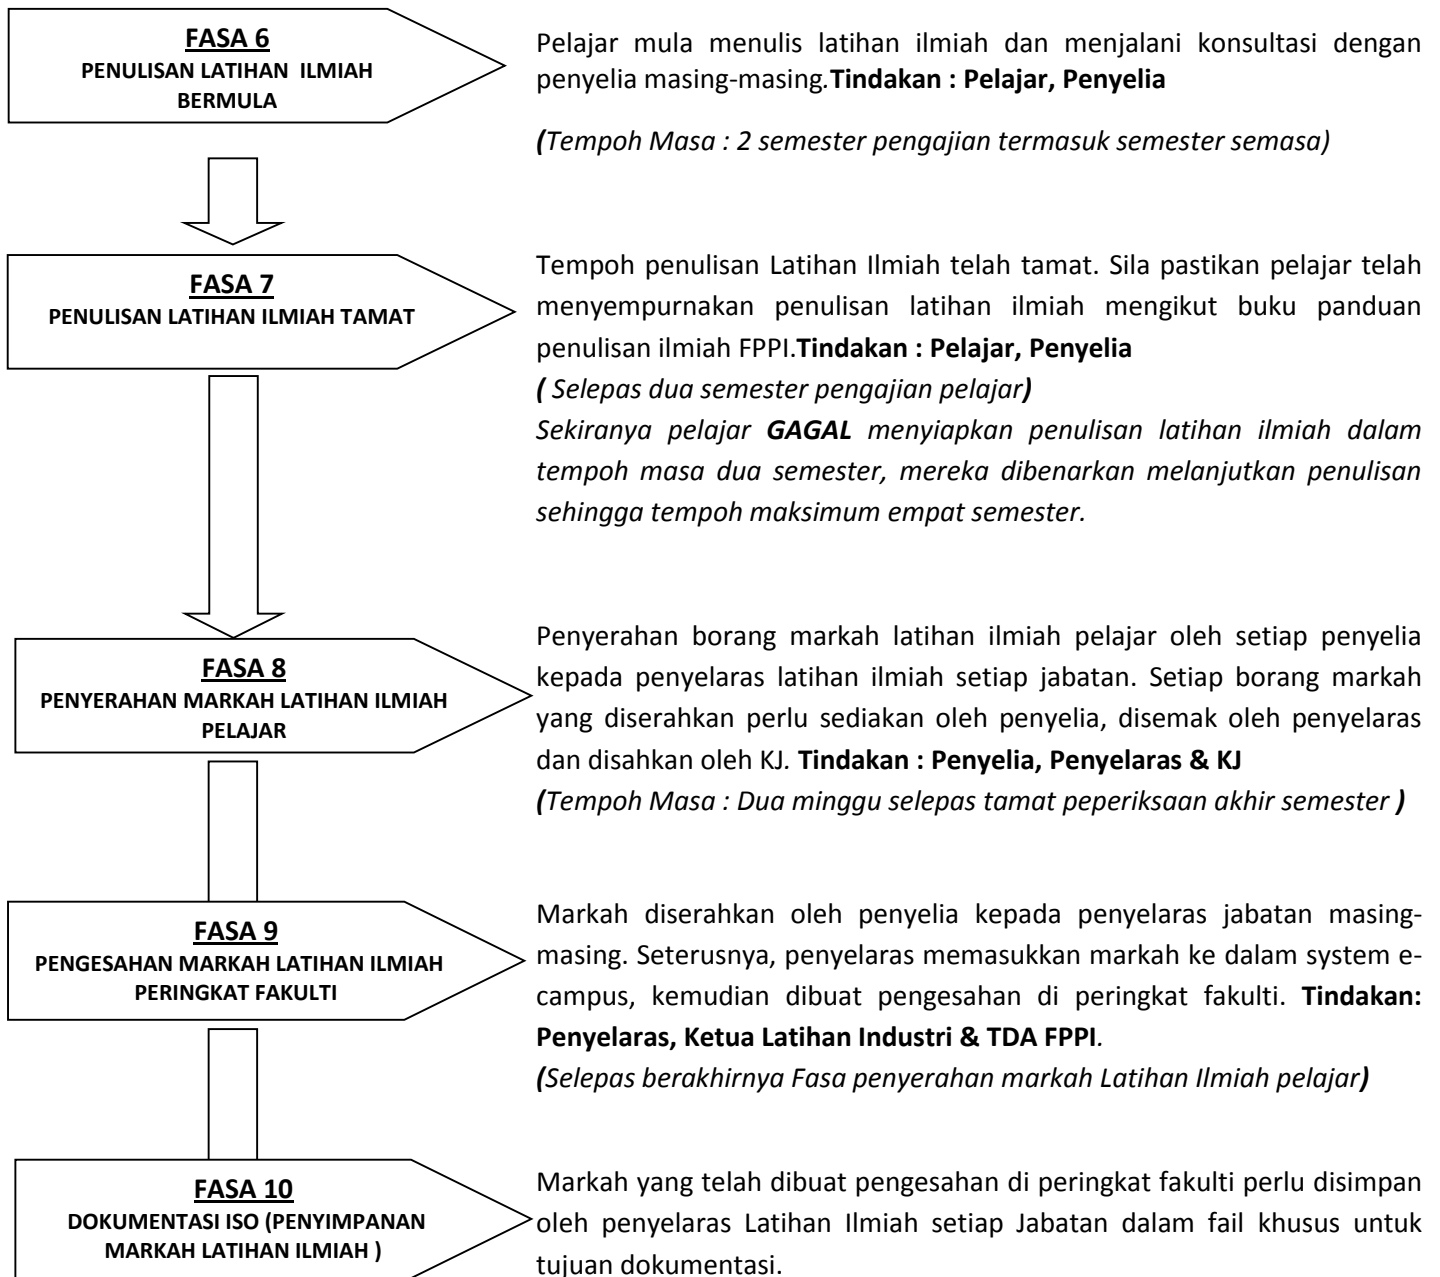 FASA 6
PENULISAN LATIHAN ILMIAH
BERMULA
Pelajar mula menulis latihan ilmiah dan menjalani konsultasi dengan
penyelia masing-masing.Tindakan : Pelajar, Penyelia
(Tempoh Masa : 2 semester pengajian termasuk semester semasa)
FASA 7
PENULISAN LATIHAN ILMIAH TAMAT
Tempoh penulisan Latihan Ilmiah telah tamat. Sila pastikan pelajar telah
menyempurnakan penulisan latihan ilmiah mengikut buku panduan
penulisan ilmiah FPPI.Tindakan : Pelajar, Penyelia
( Selepas dua semester pengajian pelajar)
Sekiranya pelajar GAGAL menyiapkan penulisan latihan ilmiah dalam
tempoh masa dua semester, mereka dibenarkan melanjutkan penulisan
sehingga tempoh maksimum empat semester.
FASA 8
PENYERAHAN MARKAH LATIHAN ILMIAH
PELAJAR
Penyerahan borang markah latihan ilmiah pelajar oleh setiap penyelia
kepada penyelaras latihan ilmiah setiap jabatan. Setiap borang markah
yang diserahkan perlu sediakan oleh penyelia, disemak oleh penyelaras
dan disahkan oleh KJ. Tindakan : Penyelia, Penyelaras & KJ
(Tempoh Masa : Dua minggu selepas tamat peperiksaan akhir semester )
FASA 9
PENGESAHAN MARKAH LATIHAN ILMIAH
PERINGKAT FAKULTI
Markah diserahkan oleh penyelia kepada penyelaras jabatan masing-
masing. Seterusnya, penyelaras memasukkan markah ke dalam system e-
campus, kemudian dibuat pengesahan di peringkat fakulti. Tindakan:
Penyelaras, Ketua Latihan Industri & TDA FPPI.
(Selepas berakhirnya Fasa penyerahan markah Latihan Ilmiah pelajar)
FASA 10
DOKUMENTASI ISO (PENYIMPANAN
MARKAH LATIHAN ILMIAH )
Markah yang telah dibuat pengesahan di peringkat fakulti perlu disimpan
oleh penyelaras Latihan Ilmiah setiap Jabatan dalam fail khusus untuk
tujuan dokumentasi.